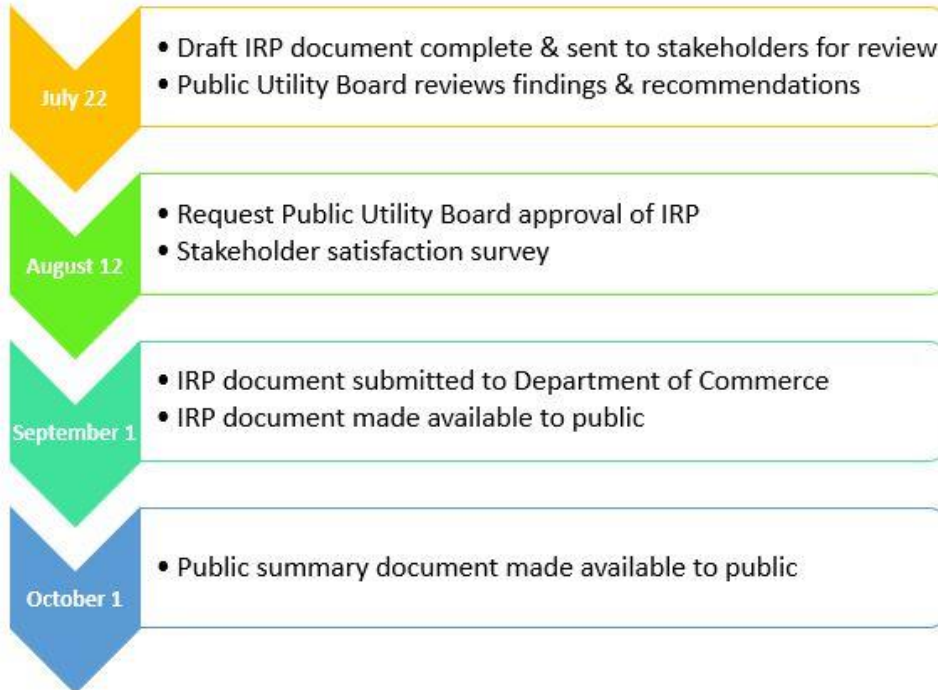 July 22
• Draft IRP document complete & sent to stakeholders for review
• Public Utility Board reviews findings & recommendations
August 12
• Request Public Utility Board approval of IRP
• Stakeholder satisfaction survey
September 1
• IRP document submitted to Department of Commerce
• IRP document made available to public
October 1
• Public summary document made available to public